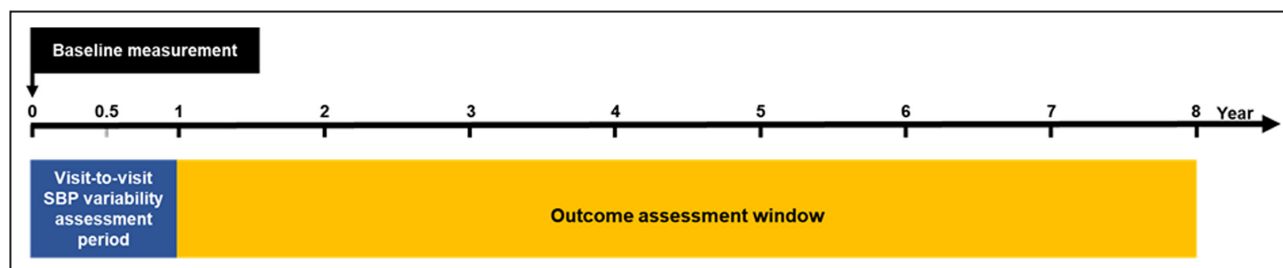 Baseline measurement
0 0.5 1 2 3 4 5 6 7 8 Year
Visit-to-visit
SBP variability
assessment
period
Outcome assessment window